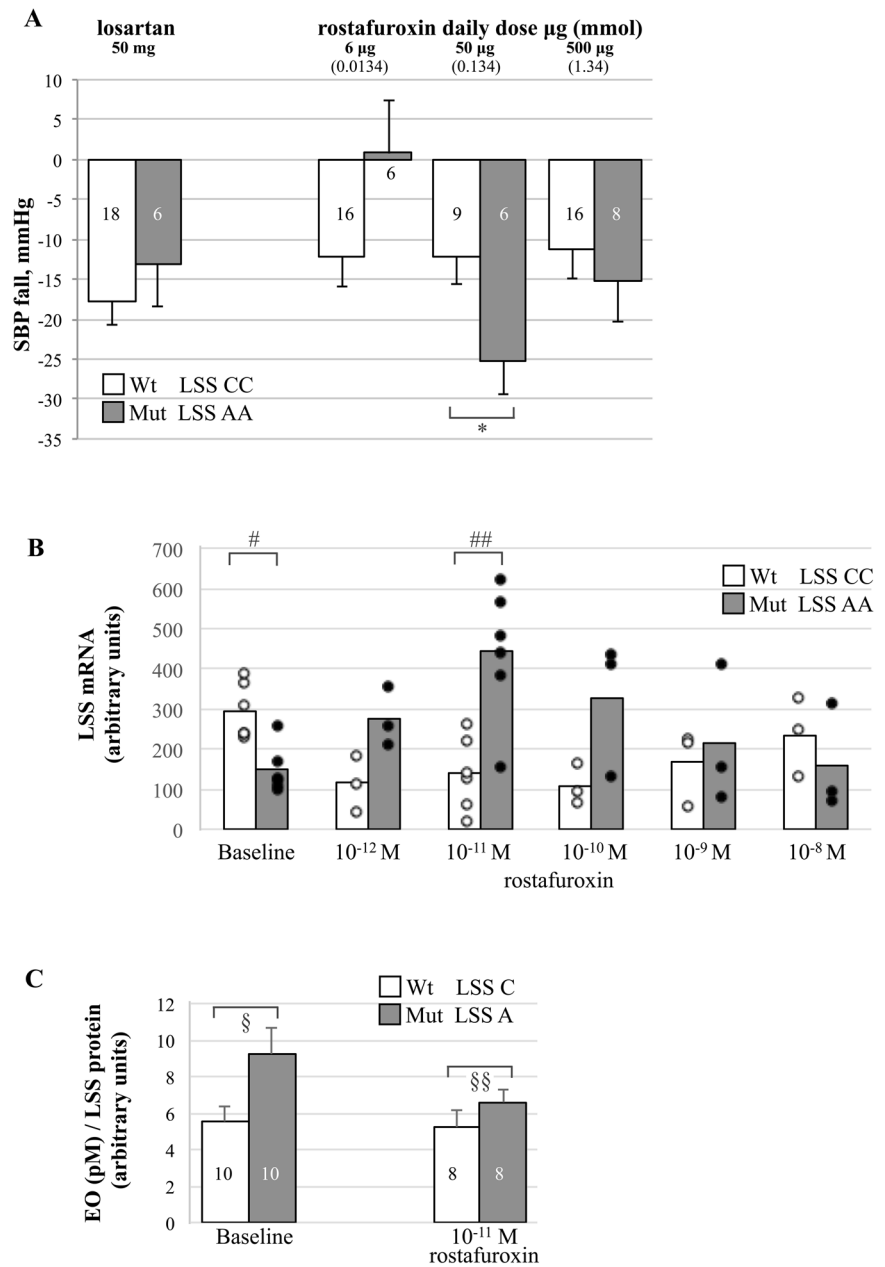 A
losartan
50 mg
rostafuroxin daily dose µg (mmol)
6 µg 50 µg 500 µg
(0.0134) (0.134) (1.34)
SBP fall, mmHg
10
5
0
-5
-10
-15
-20
-25
-30
-35
18 6 16 6 9 6 16 8
Wt LSS CC
Mut LSS AA
*
B
LSS mRNA
(arbitrary units)
700
600
500
400
300
200
100
0
# ##
Wt LSS CC
Mut LSS AA
Baseline 10⁻¹² M 10⁻¹¹ M 10⁻¹⁰ M 10⁻⁹ M 10⁻⁸ M
rostafuroxin
C
EO (pM) / LSS protein
(arbitrary units)
Wt LSS C
Mut LSS A
12
10
8
6
4
2
0
§ §§
10 10 8 8
Baseline 10⁻¹¹ M
rostafuroxin